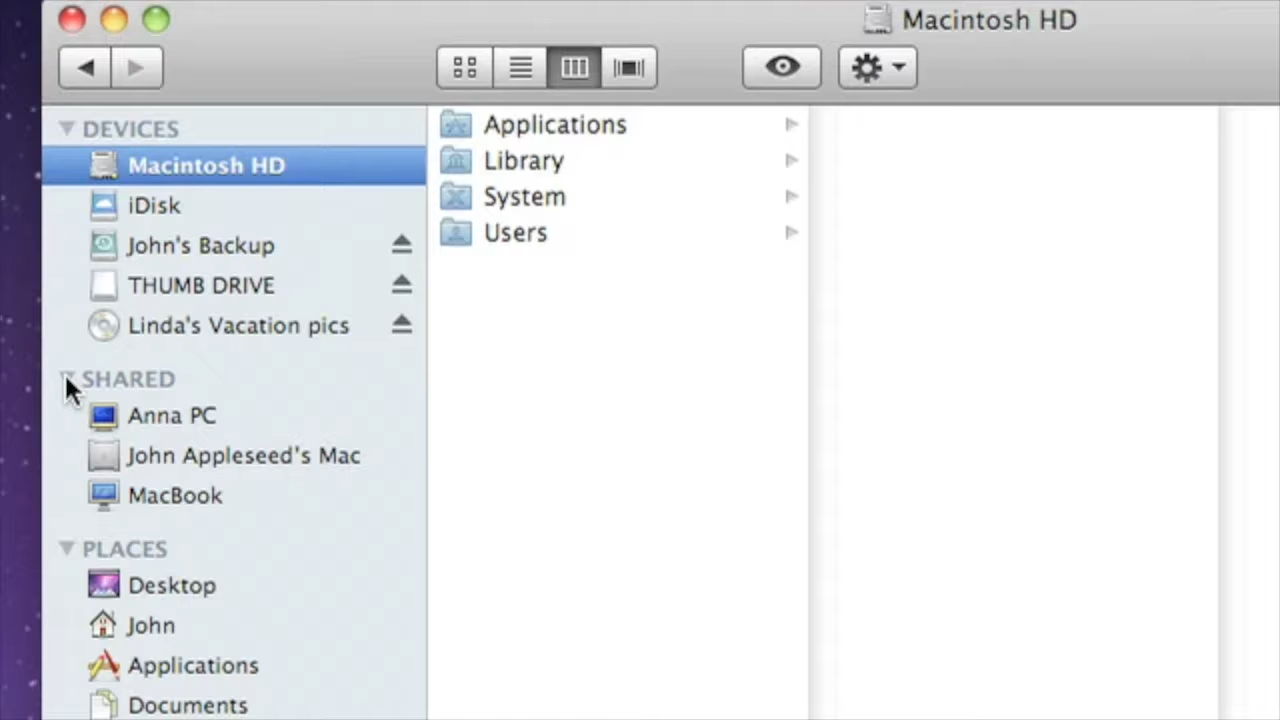 Macintosh HD
DEVICES
Macintosh HD
iDisk
John's Backup
THUMB DRIVE
Linda's Vacation pics
SHARED
Anna PC
John Appleseed's Mac
MacBook
PLACES
Desktop
John
Applications
Documents
Applications
Library
System
Users